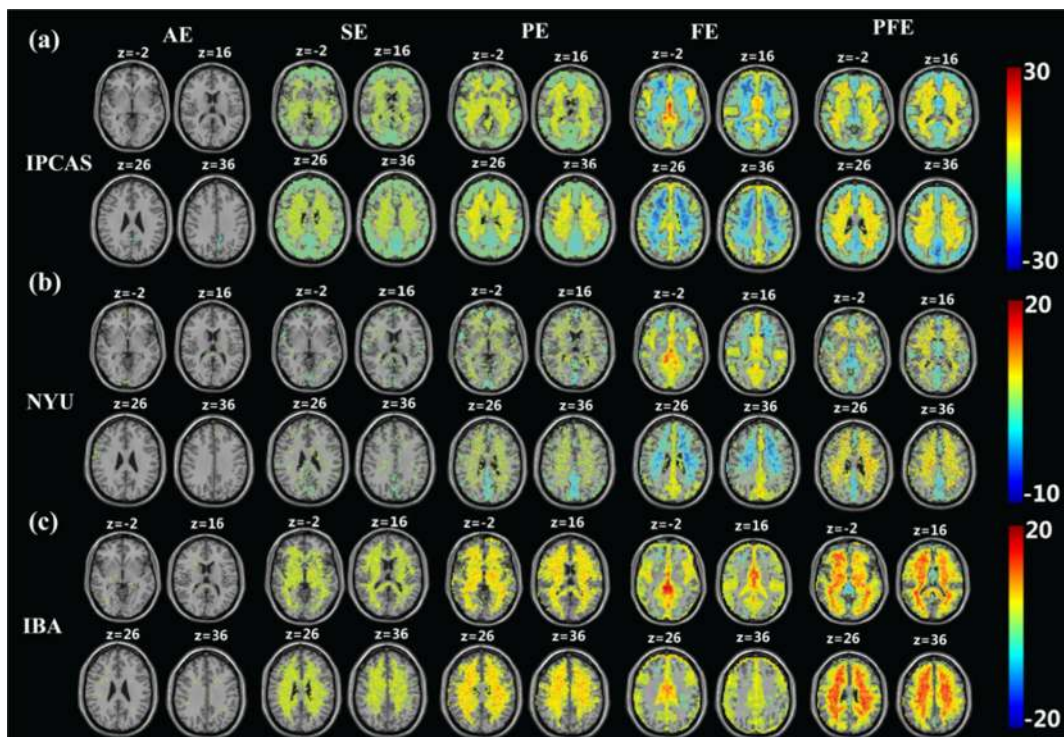 (a) AE SE PE FE PFE
z=-2 z=16 z=-2 z=16 z=-2 z=16 z=-2 z=16 z=-2 z=16 30
IPCAS
z=26 z=36 z=26 z=36 z=26 z=36 z=26 z=36 z=26 z=36
-30
(b) z=-2 z=16 z=-2 z=16 z=-2 z=16 z=-2 z=16 z=-2 z=16 20
NYU
z=26 z=36 z=26 z=36 z=26 z=36 z=26 z=36 z=26 z=36
-10
(c) z=-2 z=16 z=-2 z=16 z=-2 z=16 z=-2 z=16 z=-2 z=16 20
IBA
z=26 z=36 z=26 z=36 z=26 z=36 z=26 z=36 z=26 z=36
-20